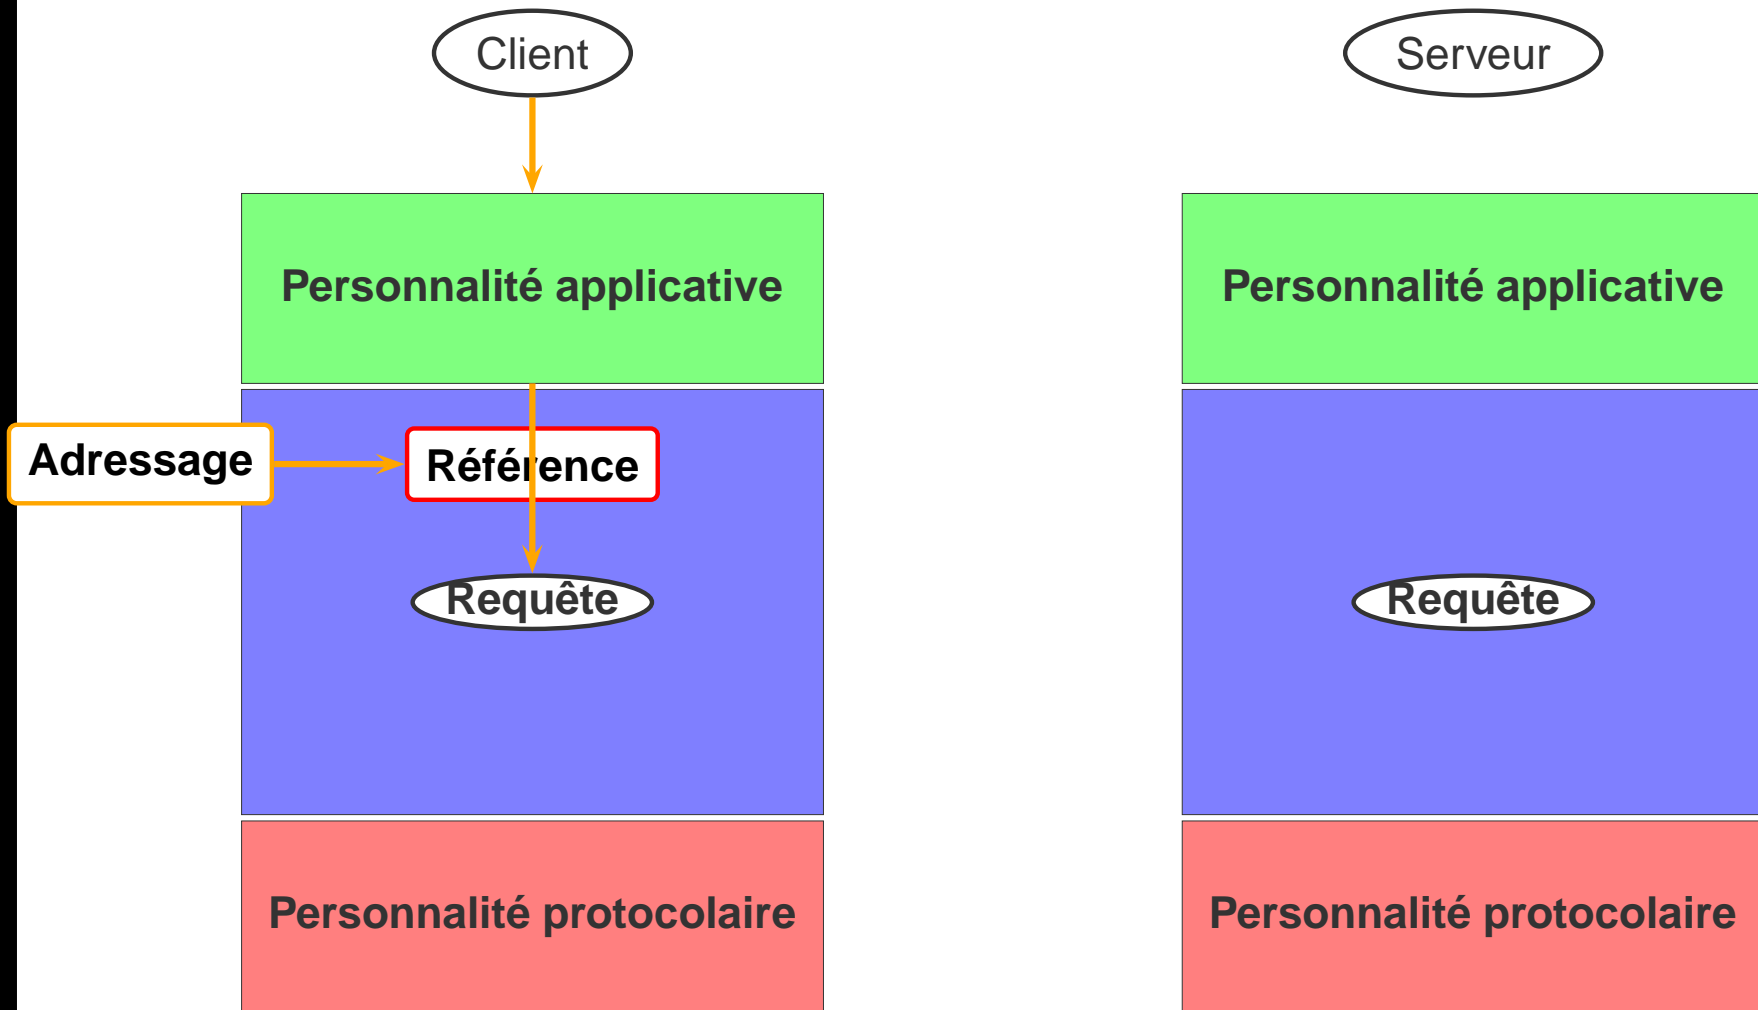 Client
Serveur
Personnalité applicative
Personnalité applicative
Adressage
Référence
Requête
Requête
Personnalité protocolaire
Personnalité protocolaire